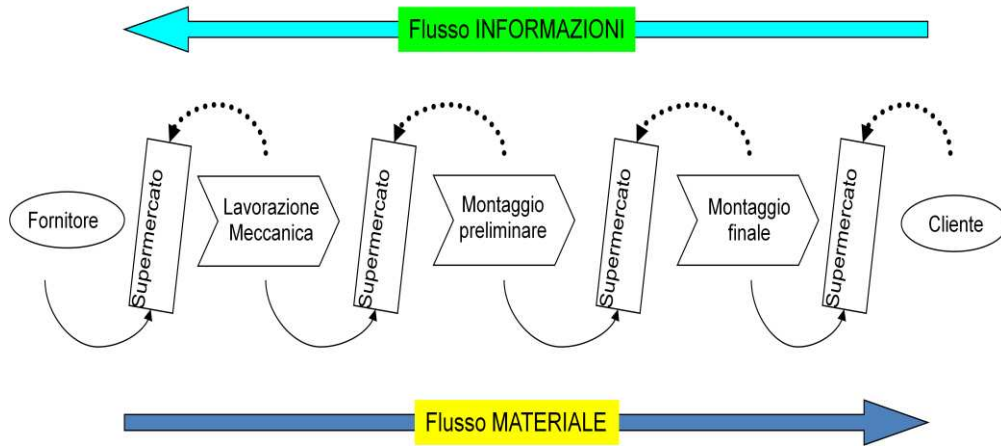 Flusso INFORMAZIONI
Fornitore
Supermercato
Lavorazione
Meccanica
Supermercato
Montaggio
preliminare
Supermercato
Montaggio
finale
Supermercato
Cliente
Flusso MATERIALE